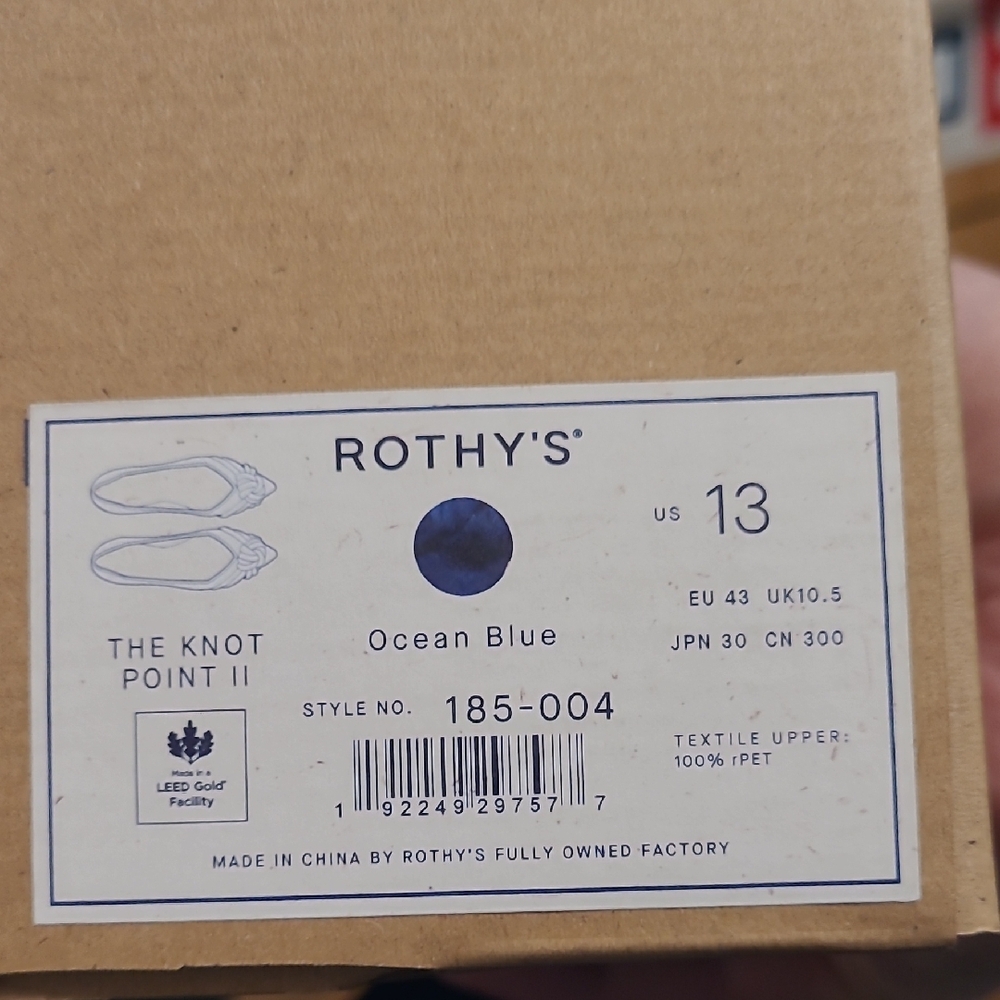 ROTHY'S®
US 13
EU 43 UK10.5
JPN 30 CN 300
Ocean Blue
THE KNOT
POINT II
STYLE NO. 185-004
TEXTILE UPPER:
100% rPET
Made in a
LEED Gold®
Facility
1 92249 29757 7
MADE IN CHINA BY ROTHY'S FULLY OWNED FACTORY